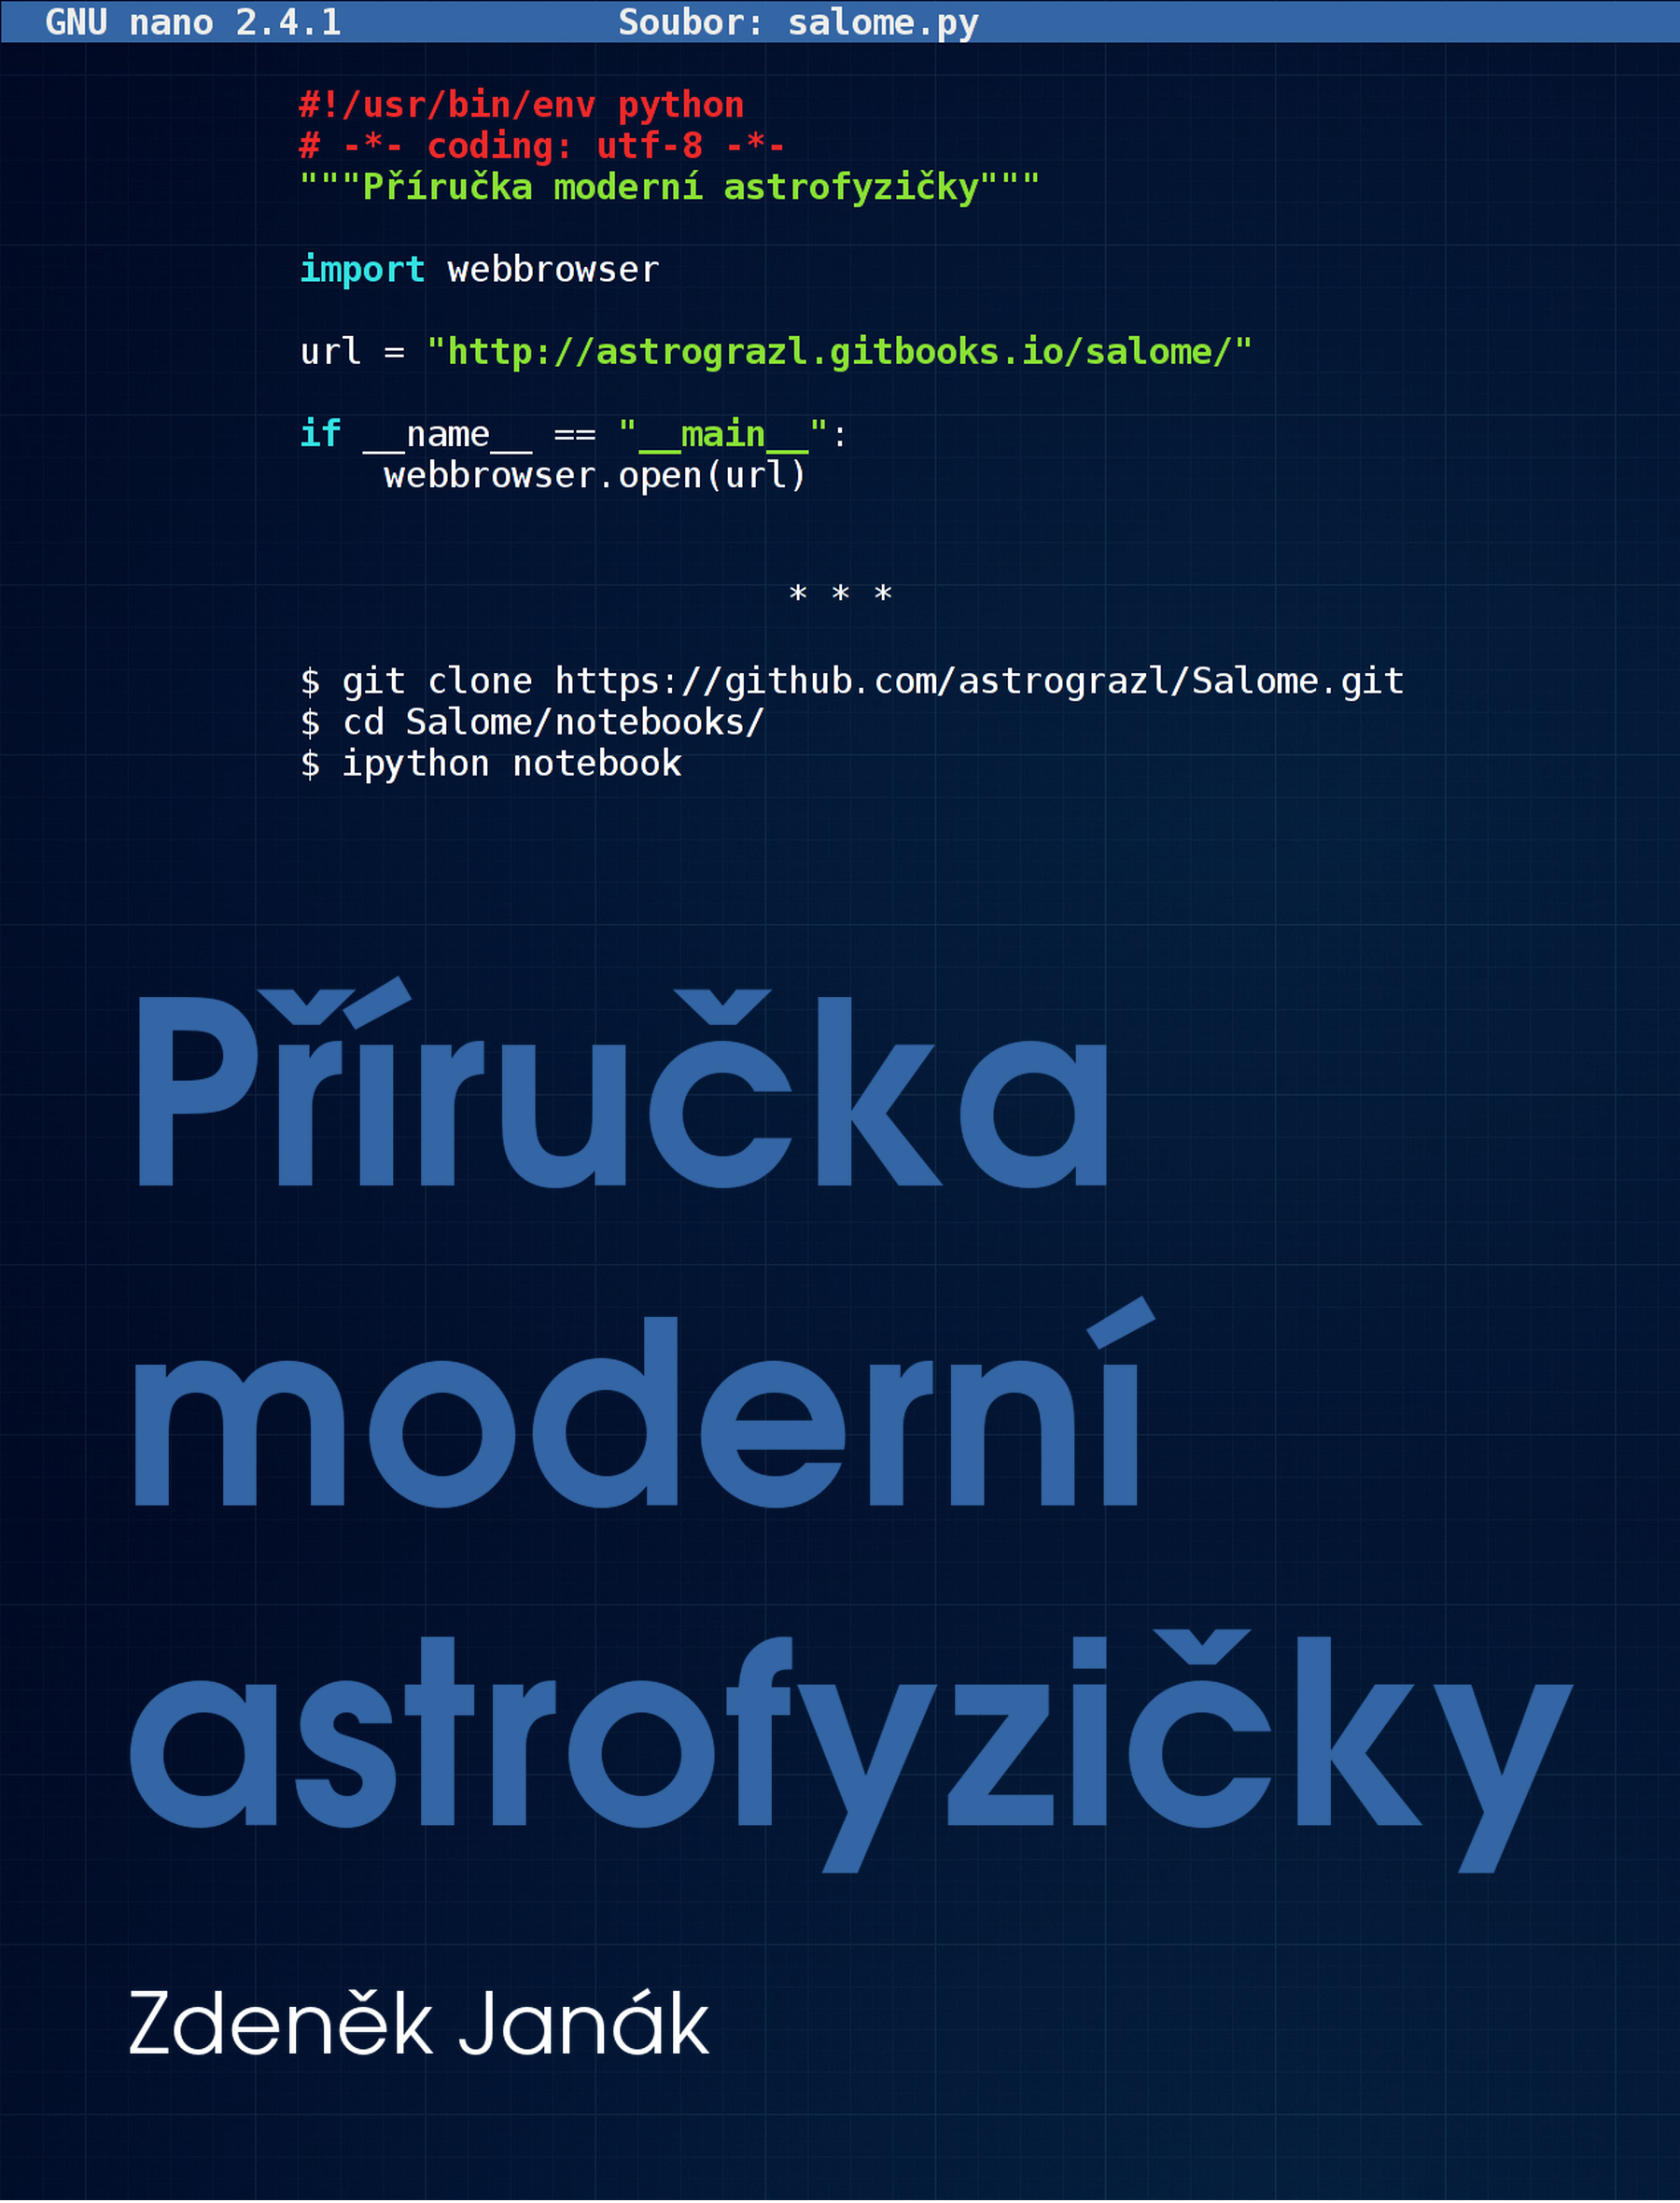 GNU nano 2.4.1 Soubor: salome.py
#!/usr/bin/env python
# -*- coding: utf-8 -*-
"""Příručka moderní astrofyzičky"""
import webbrowser
url = "http://astrograzl.gitbooks.io/salome/"
if __name__ == "__main__":
    webbrowser.open(url)
* * *
$ git clone https://github.com/astrograzl/Salome.git
$ cd Salome/notebooks/
$ ipython notebook
Příručka
moderní
astrofyzičky
Zdeněk Janák